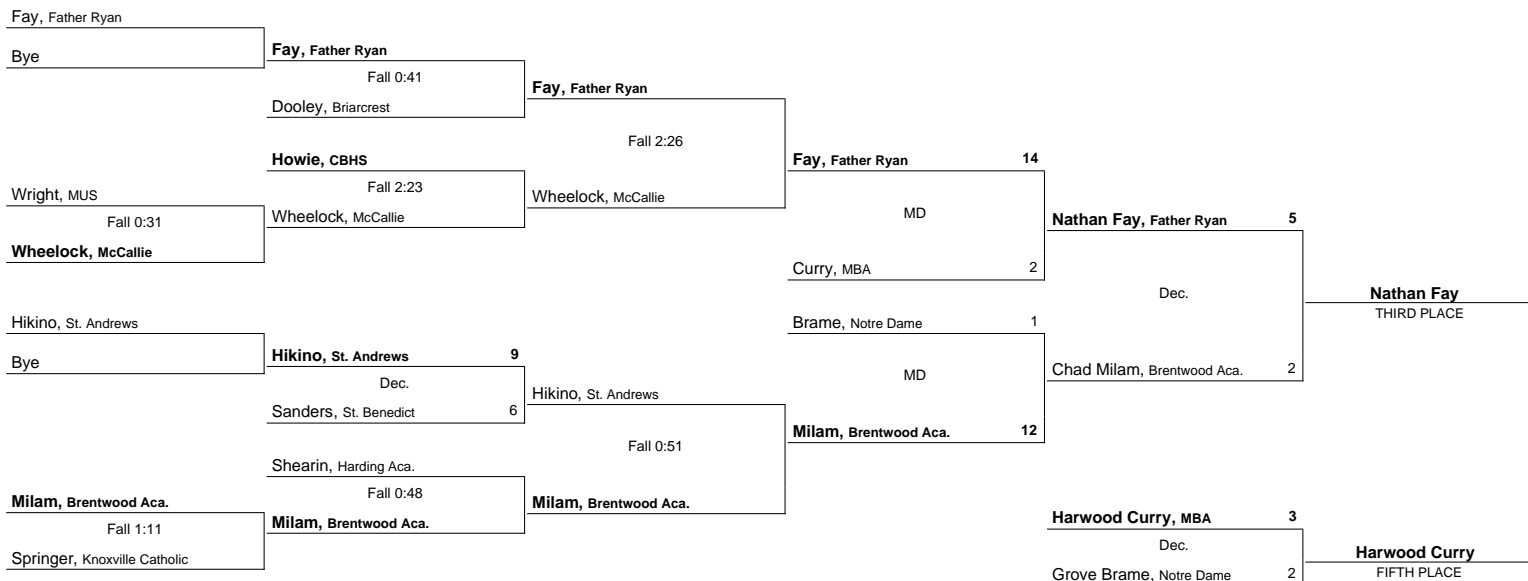 Fay, Father Ryan
Bye
Fay, Father Ryan
Fall 0:41
Dooley, Briarcrest
Fay, Father Ryan
Fall 2:26
Howie, CBHS
Fall 2:23
Wheelock, McCallie
Wheelock, McCallie
Wright, MUS
Fall 0:31
Wheelock, McCallie
Fay, Father Ryan 14
MD
Curry, MBA 2
Nathan Fay, Father Ryan 5
Dec.
Chad Milam, Brentwood Aca. 2
Nathan Fay
THIRD PLACE
Hikino, St. Andrews
Bye
Hikino, St. Andrews 9
Dec.
Sanders, St. Benedict 6
Hikino, St. Andrews
Fall 0:51
Milam, Brentwood Aca.
Brame, Notre Dame 1
MD
Milam, Brentwood Aca. 12
Shearin, Harding Aca.
Fall 0:48
Milam, Brentwood Aca.
Milam, Brentwood Aca.
Fall 1:11
Springer, Knoxville Catholic
Harwood Curry, MBA 3
Dec.
Grove Brame, Notre Dame 2
Harwood Curry
FIFTH PLACE